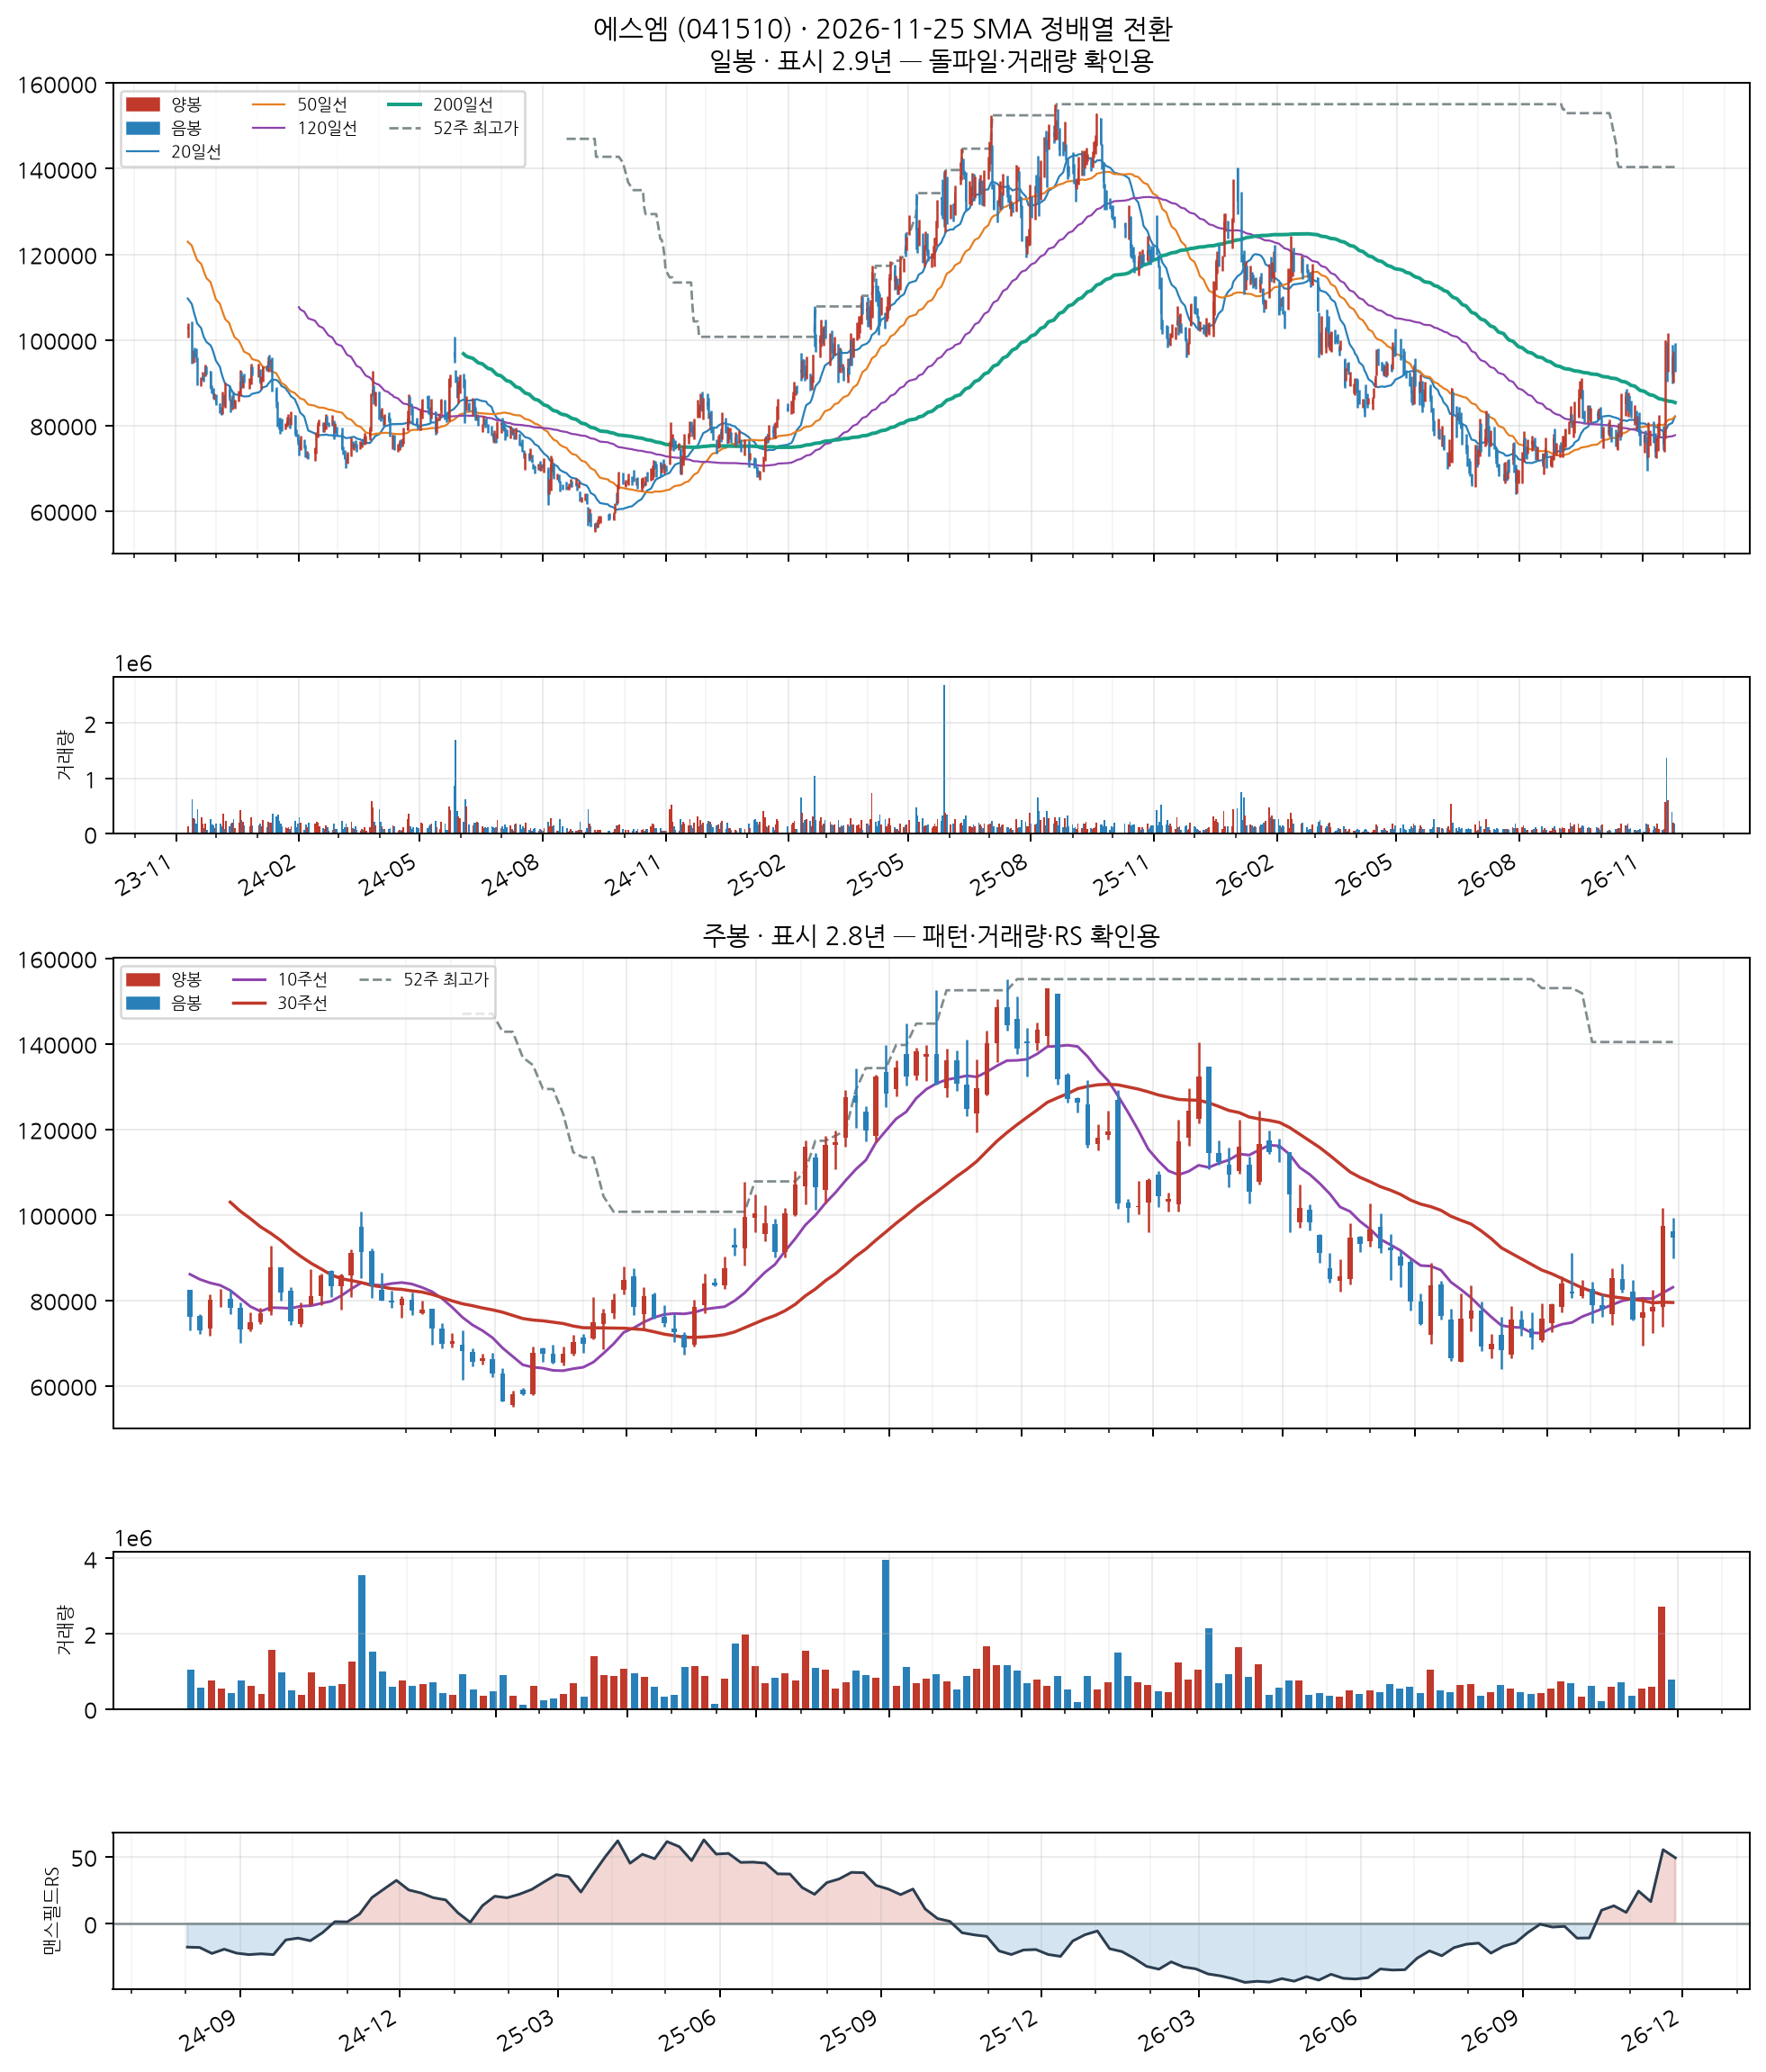 에스엠 (041510) · 2026-11-25 SMA 정배열 전환
일봉 · 표시 2.9년 — 돌파일·거래량 확인용
160000
140000
120000
100000
80000
60000
양봉
음봉
20일선
50일선
120일선
200일선
52주 최고가
1e6
2
1
0
거래량
23-11
24-02
24-05
24-08
24-11
25-02
25-05
25-08
25-11
26-02
26-05
26-08
26-11
주봉 · 표시 2.8년 — 패턴·거래량·RS 확인용
160000
140000
120000
100000
80000
60000
양봉
음봉
10주선
30주선
52주 최고가
1e6
4
2
0
거래량
50
0
맨스필드RS
24-09
24-12
25-03
25-06
25-09
25-12
26-03
26-06
26-09
26-12